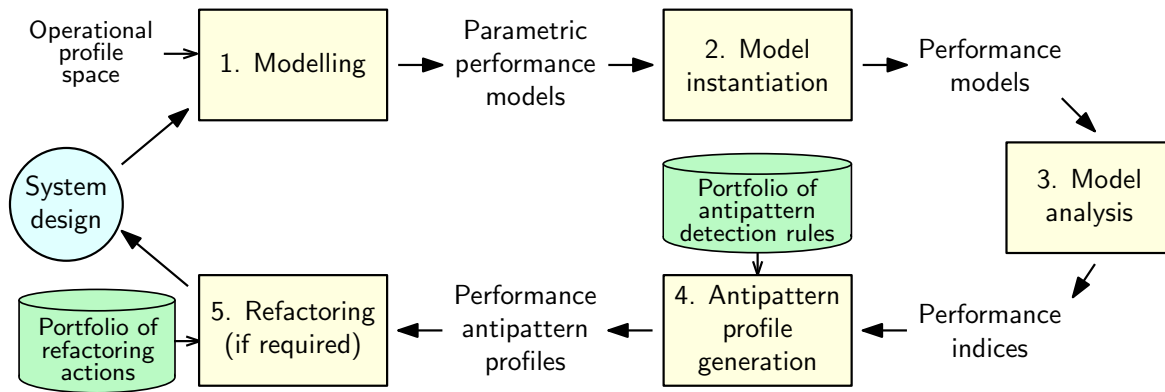 Operational
profile
space
1. Modelling
Parametric
performance
models
2. Model
instantiation
Performance
models
System
design
Portfolio of
antipattern
detection rules
3. Model
analysis
Portfolio of
refactoring
actions
5. Refactoring
(if required)
Performance
antipattern
profiles
4. Antipattern
profile
generation
Performance
indices